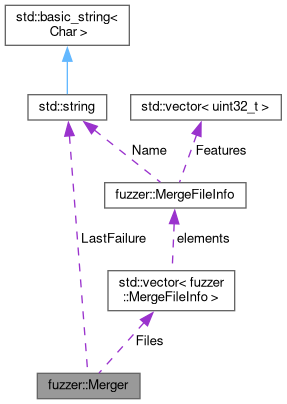 std::basic_string<
Char >
std::string
std::vector< uint32_t >
Name
Features
fuzzer::MergeFileInfo
LastFailure
elements
std::vector< fuzzer
::MergeFileInfo >
Files
fuzzer::Merger